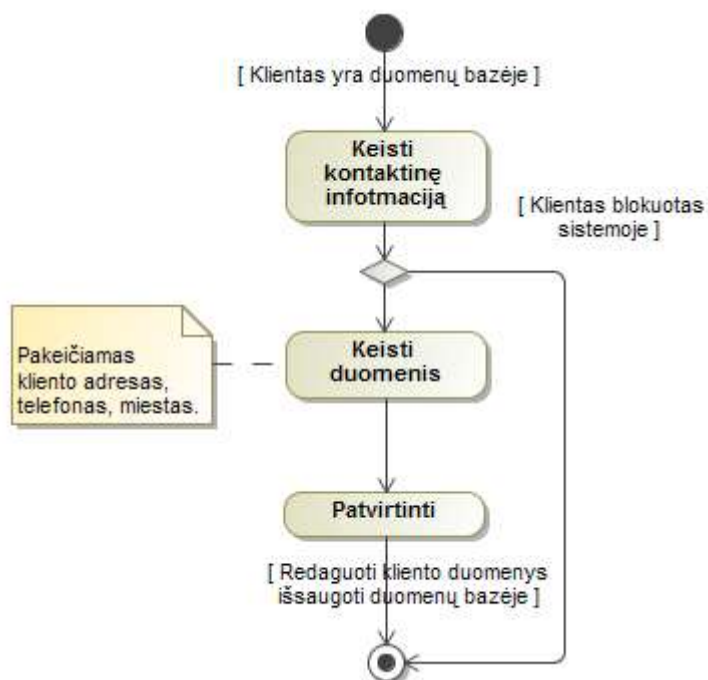 [ Klientas yra duomenų bazėje ]
Keisti
kontaktinę
infotmaciją
[ Klientas blokuotas
sistemoje ]
Pakeičiamas
kliento adresas,
telefonas, miestas.
Keisti
duomenis
Patvirtinti
[ Redaguoti kliento duomenys
išsaugoti duomenų bazėje ]